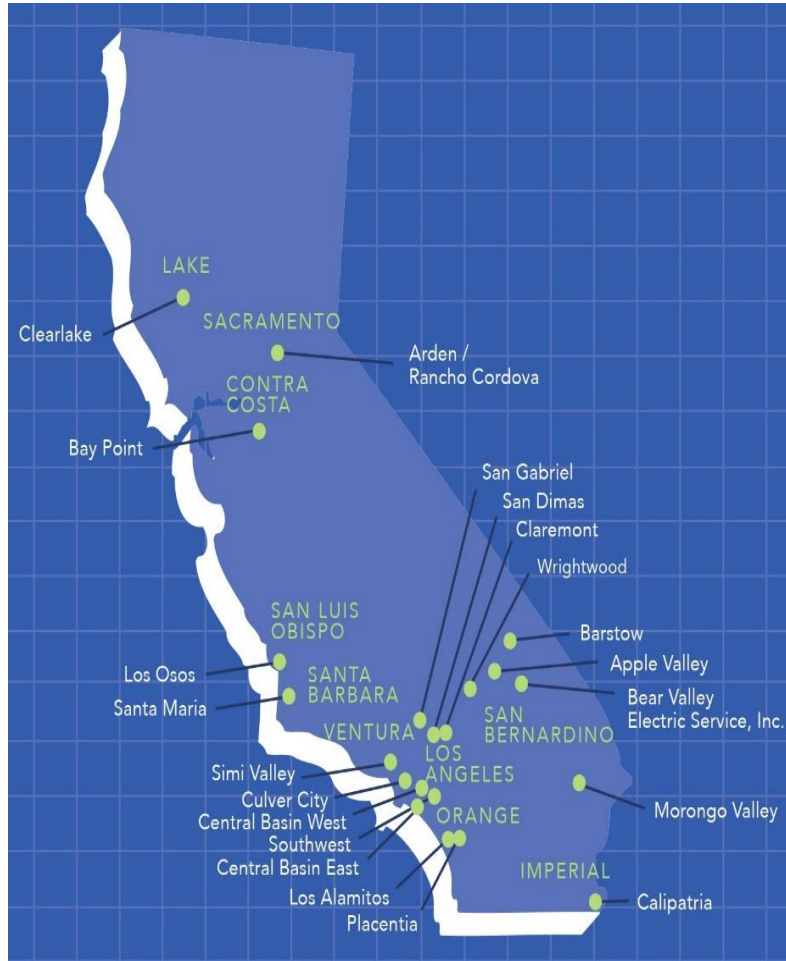 LAKE
Clearlake
SACRAMENTO
Arden /
Rancho Cordova
CONTRA
COSTA
Bay Point
San Gabriel
San Dimas
Claremont
Wrightwood
SAN LUIS
OBISPO
Barstow
Los Osos
Apple Valley
SANTA
BARBARA
Santa Maria
Bear Valley
Electric Service, Inc.
SAN
BERNARDINO
VENTURA
LOS
ANGELES
Simi Valley
Culver City
Central Basin West
Southwest
Central Basin East
ORANGE
Morongo Valley
Los Alamitos
Placentia
IMPERIAL
Calipatria